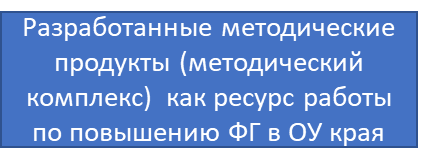 Разработанные методические
продукты (методический
комплекс)  как ресурс работы
по повышению ФГ в ОУ края